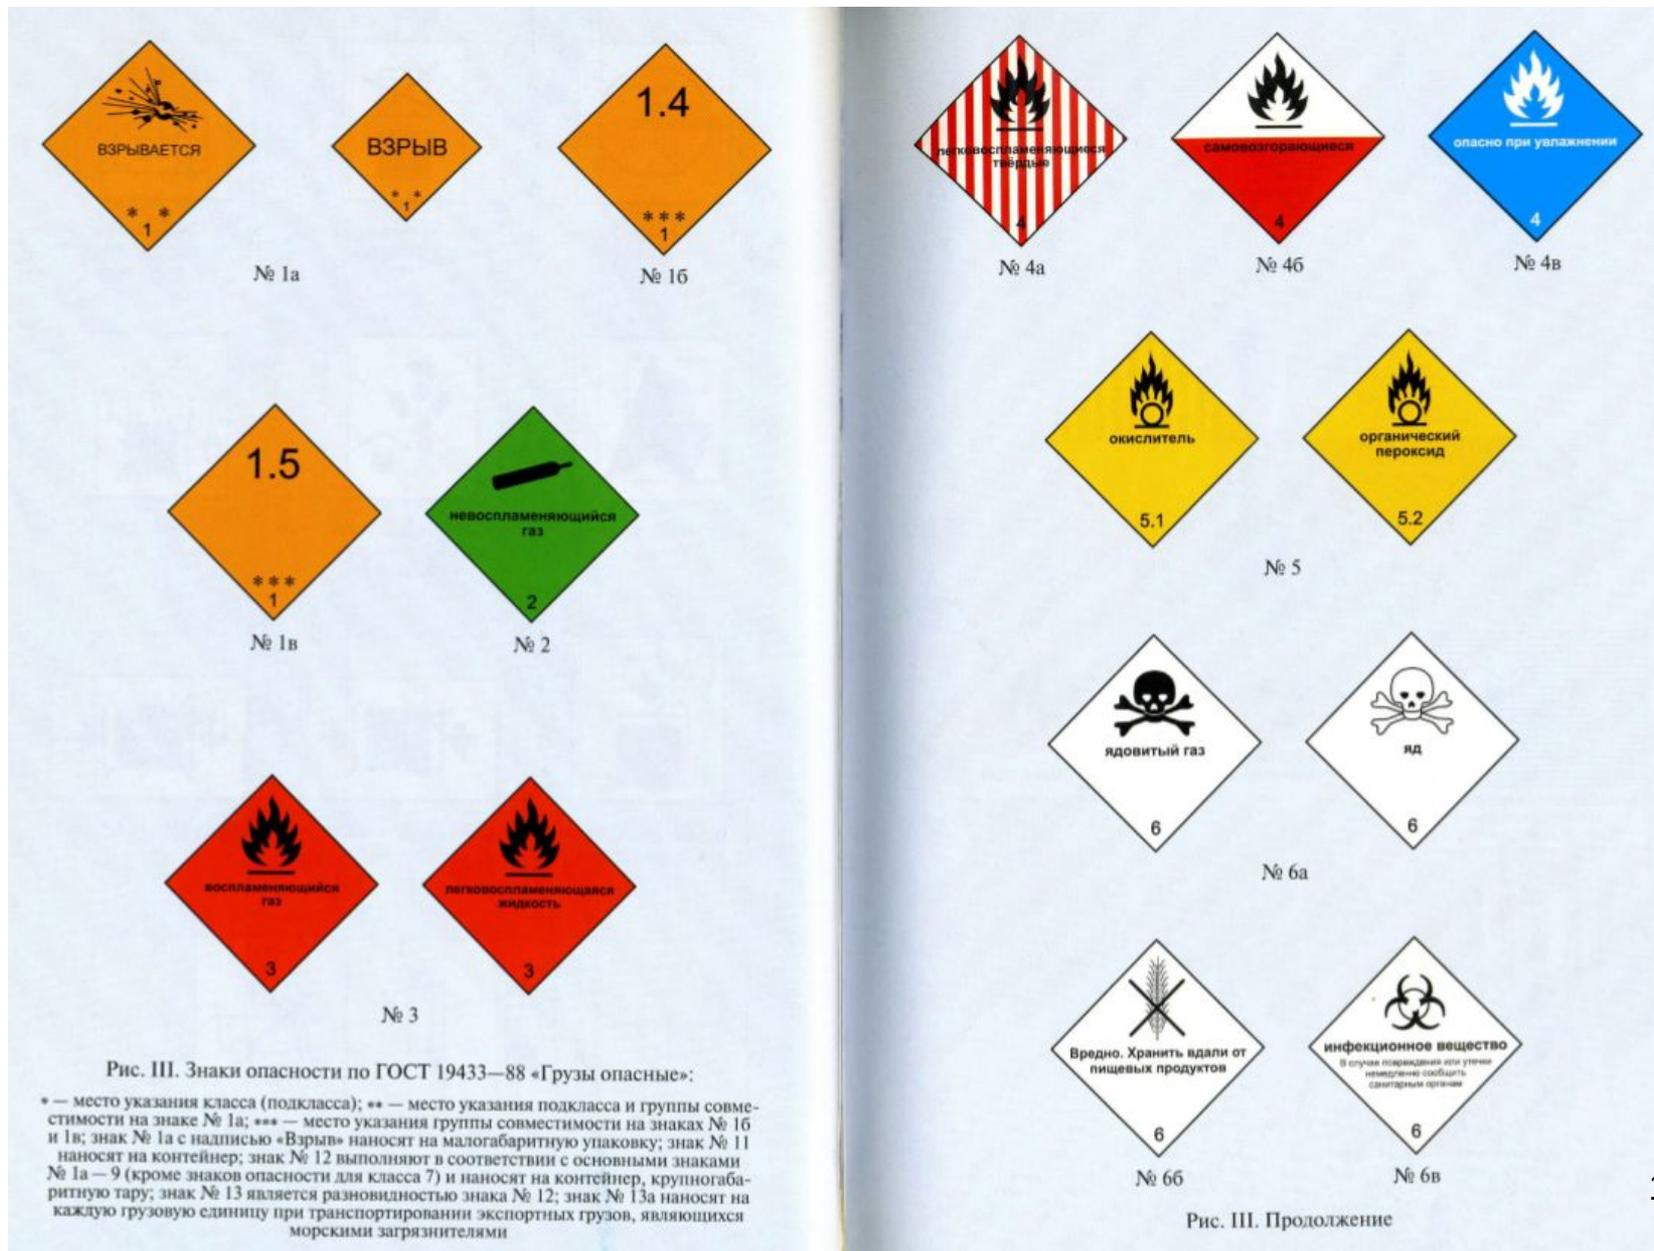 ВЗРЫВАЕТСЯ
* *
1
ВЗРЫВ
* *
1
№ 1а
1.4
***
1
№ 1б
1.5
***
1
№ 1в
невоспламеняющийся
газ
2
№ 2
воспламеняющийся
газ
3
легковоспламеняющаяся
жидкость
3
№ 3
Рис. III. Знаки опасности по ГОСТ 19433—88 «Грузы опасные»:
* — место указания класса (подкласса); ** — место указания подкласса и группы совме-
стимости на знаке № 1а; *** — место указания группы совместимости на знаках № 1б
и 1в; знак № 1а с надписью «Взрыв» наносят на малогабаритную упаковку; знак № 11
наносят на контейнер; знак № 12 выполняют в соответствии с основными знаками
№ 1а — 9 (кроме знаков опасности для класса 7) и наносят на контейнер, крупногаба-
ритную тару; знак № 13 является разновидностью знака № 12; знак № 13а наносят на
каждую грузовую единицу при транспортировании экспортных грузов, являющихся
морскими загрязнителями
легковоспламеняющиеся
твёрдые
4
№ 4а
самовозгорающиеся
4
№ 4б
опасно при увлажнении
4
№ 4в
окислитель
5.1
органический
пероксид
5.2
№ 5
ядовитый газ
6
яд
6
№ 6а
Вредно. Хранить вдали от
пищевых продуктов
6
№ 6б
инфекционное вещество
В случае повреждения или утечки
немедленно сообщить
санитарным органам
6
№ 6в
Рис. III. Продолжение